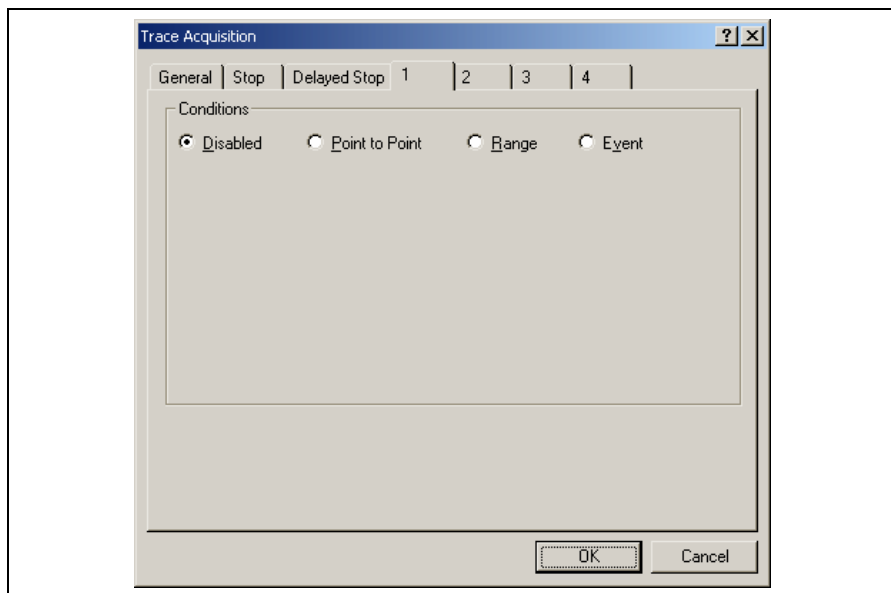 Trace Acquisition
General Stop Delayed Stop 1 2 3 4
Conditions
Disabled Point to Point Range Event
OK Cancel